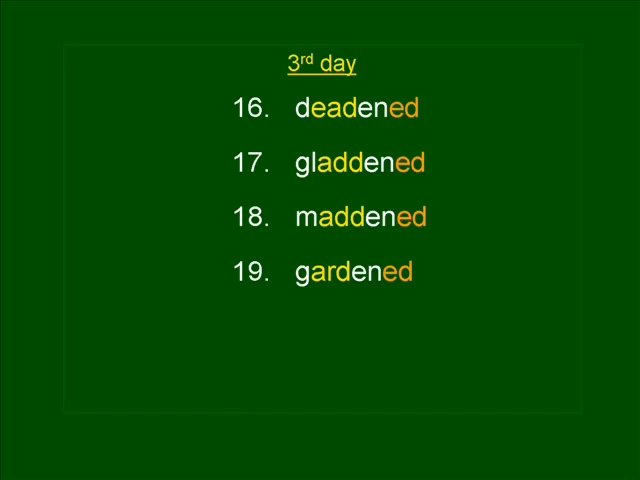 3rd day
16. deadened
17. gladdened
18. maddened
19. gardened